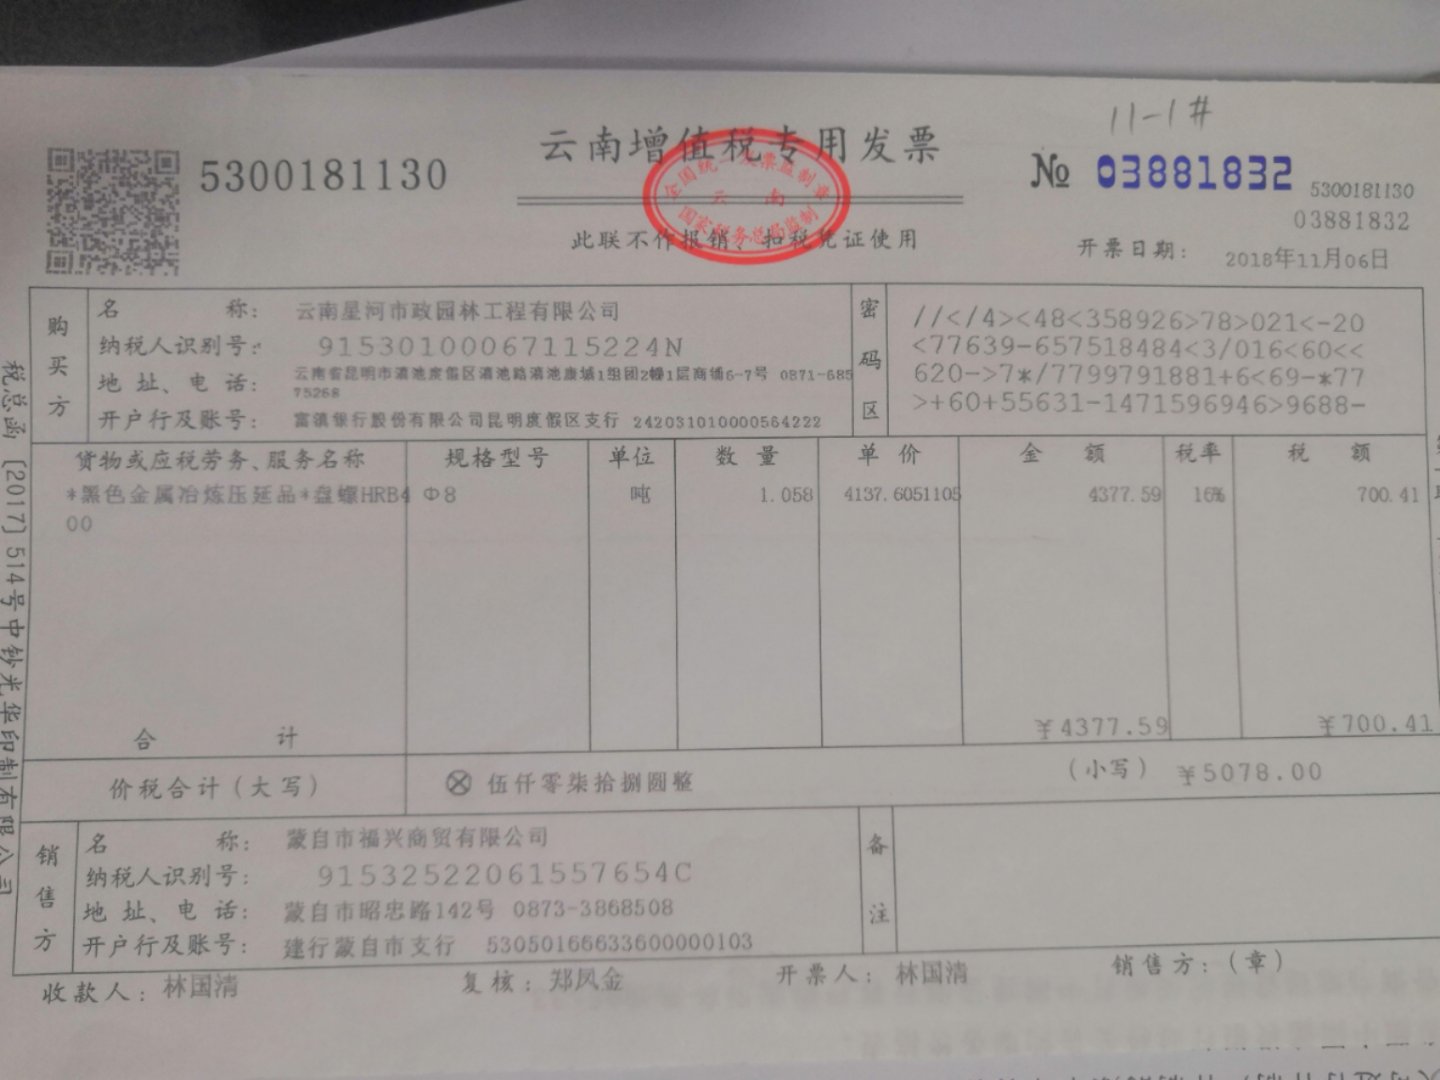 11-1#
云南增值税专用发票
5300181130
№ 03881832
5300181130
03881832
全国统一发票监制章
云南
国家税务总局监制
此联不作报销、扣税凭证使用
开票日期: 2018年11月06日
购买方
名称: 云南星河市政园林工程有限公司
纳税人识别号: 91530100067115224N
地址、电话: 云南省昆明市滇池度假区滇池路滇池康城1组团2幢1层商铺6-7号 0871-685
75268
开户行及账号: 富滇银行股份有限公司昆明度假区支行 242031010000564222
密码区
//</4><48<358926>78>021<-20
<77639-657518484<3/016<60<<
620->7*/7799791881+6<69-*77
>+60+55631-1471596946>9688-
货物或应税劳务、服务名称 规格型号 单位 数量 单价 金额 税率 税额
*黑色金属冶炼压延品*盘螺HRB4 Φ8 吨 1.058 4137.6051105 4377.59 16% 700.41
00
合计 ¥4377.59 ¥700.41
价税合计(大写) ⊗ 伍仟零柒拾捌圆整 (小写) ¥5078.00
销售方
名称: 蒙自市福兴商贸有限公司
纳税人识别号: 91532522061557654C
地址、电话: 蒙自市昭忠路142号 0873-3868508
开户行及账号: 建行蒙自市支行 53050166633600000103
备注
收款人: 林国清 复核: 郑凤金 开票人: 林国清 销售方:(章)
税总函〔2017〕514号中钞光华印制有限公司